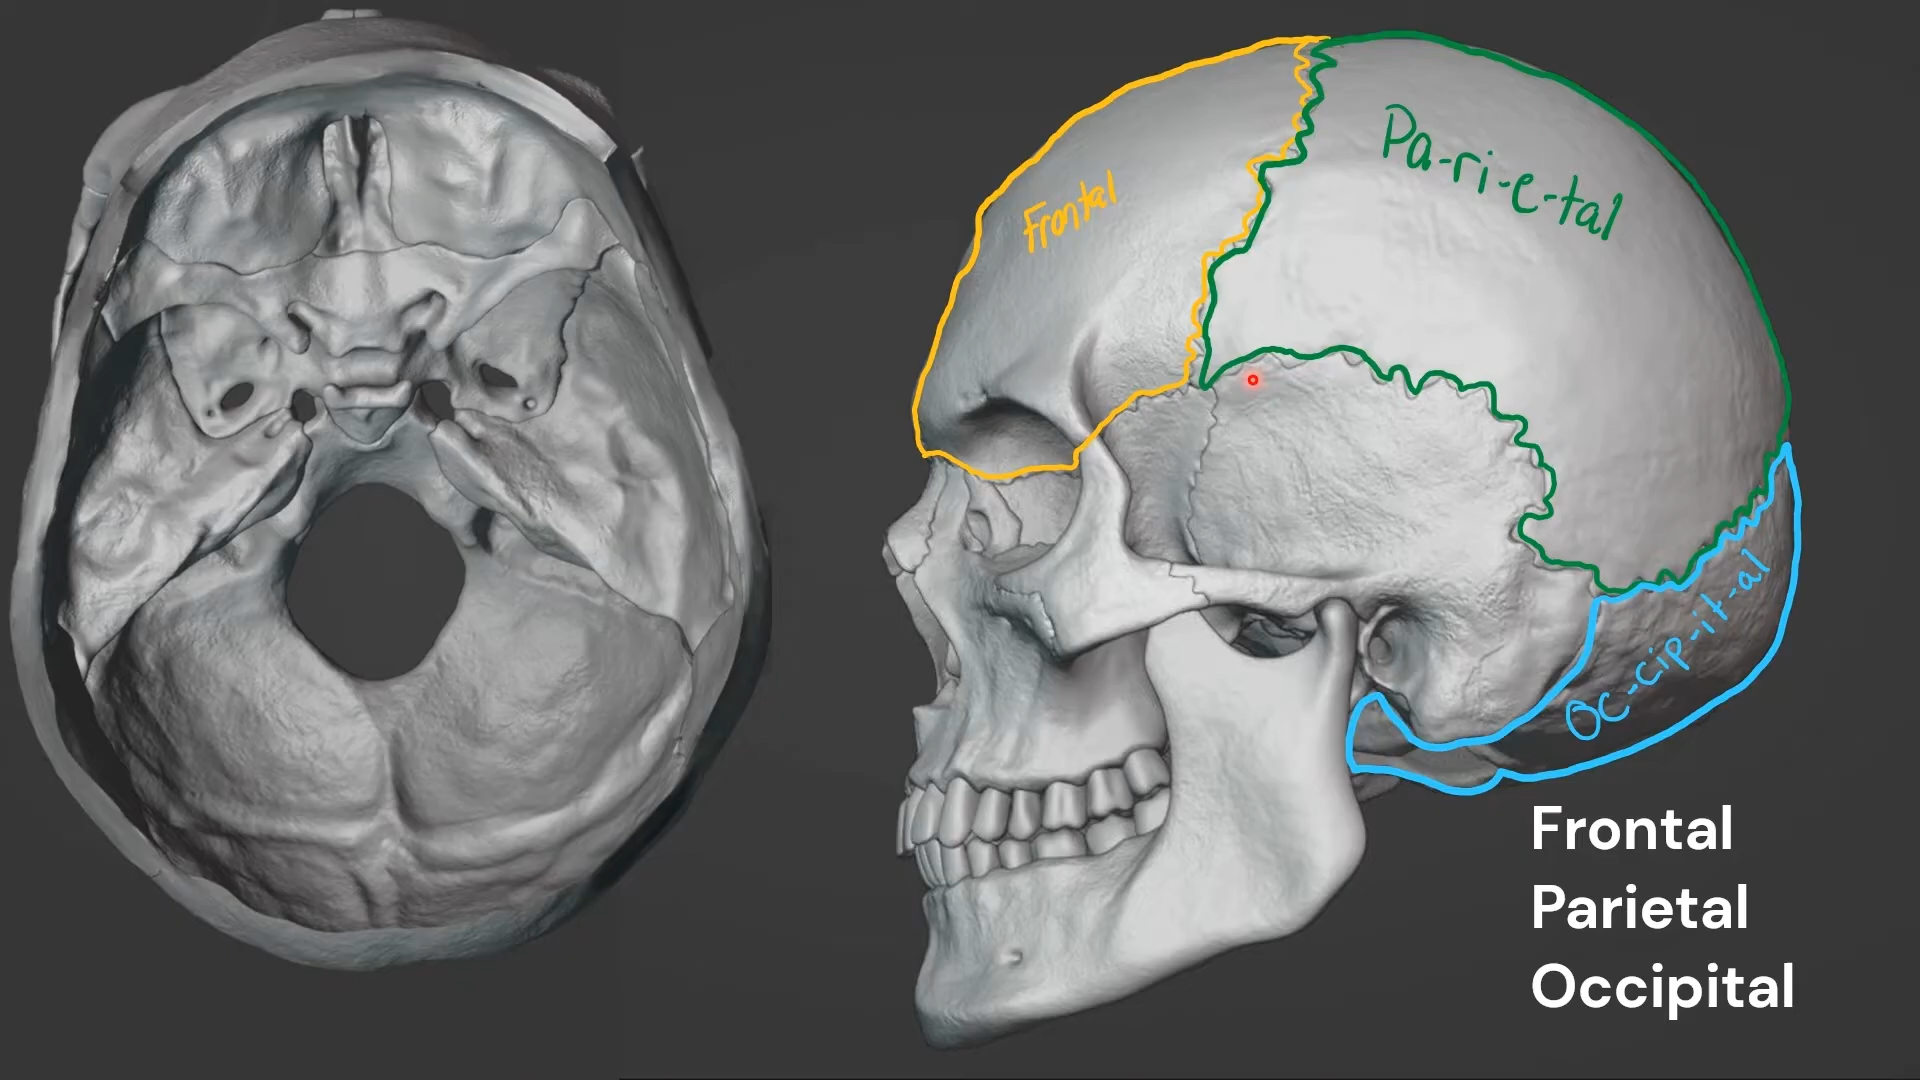 Frontal
Pa-ri-e-tal
Oc-cip-it-al
Frontal
Parietal
Occipital